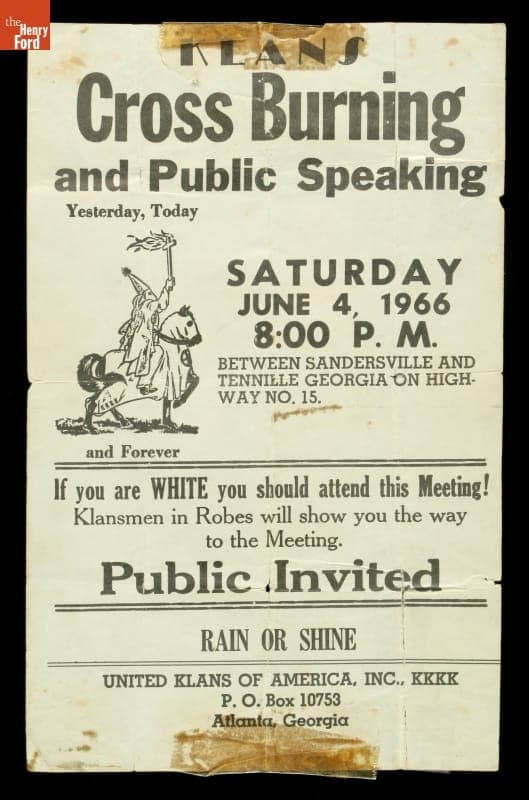 the
Henry
Ford
KLANS
Cross Burning
and Public Speaking
Yesterday, Today
SATURDAY
JUNE 4, 1966
8:00 P. M.
BETWEEN SANDERSVILLE AND
TENNILLE GEORGIA ON HIGH-
WAY NO. 15.
and Forever
If you are WHITE you should attend this Meeting!
Klansmen in Robes will show you the way
to the Meeting.
Public Invited
RAIN OR SHINE
UNITED KLANS OF AMERICA, INC., KKKK
P. O. Box 10753
Atlanta, Georgia